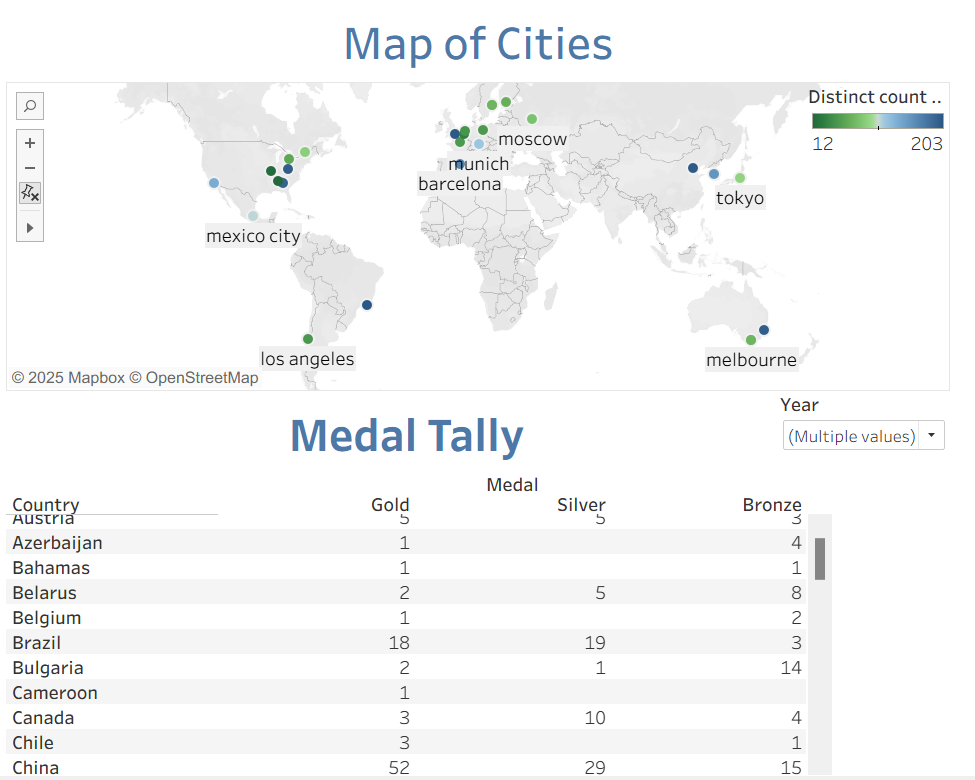 Map of Cities
Distinct count ..
12 203
moscow
munich
barcelona
tokyo
mexico city
los angeles
melbourne
© 2025 Mapbox © OpenStreetMap
Year
(Multiple values)
Medal Tally
Medal
Country Gold Silver Bronze
Austria 5 5 3
Azerbaijan 1 4
Bahamas 1 1
Belarus 2 5 8
Belgium 1 2
Brazil 18 19 3
Bulgaria 2 1 14
Cameroon 1
Canada 3 10 4
Chile 3 1
China 52 29 15